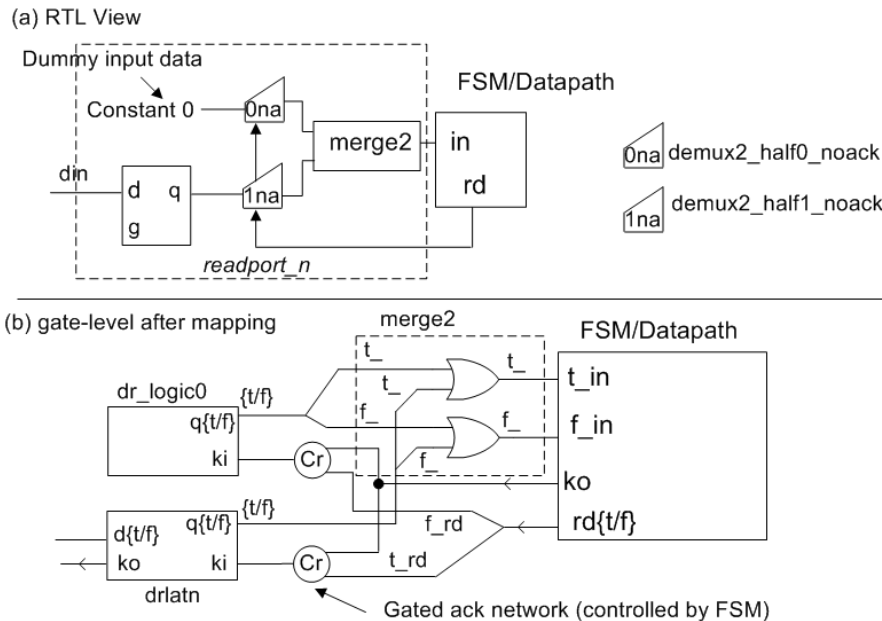 (a) RTL View
Dummy input data
Constant 0
0na
FSM/Datapath
merge2
in
rd
din
d q
g
1na
readport_n
0na demux2_half0_noack
1na demux2_half1_noack
(b) gate-level after mapping
merge2
FSM/Datapath
dr_logic0
{t/f}
q{t/f}
ki
Cr
t_
t_
f_
f_
t_
f_
t_in
f_in
ko
rd{t/f}
{t/f}
d{t/f}
q{t/f}
ko
ki
drlatn
Cr
f_rd
t_rd
Gated ack network (controlled by FSM)